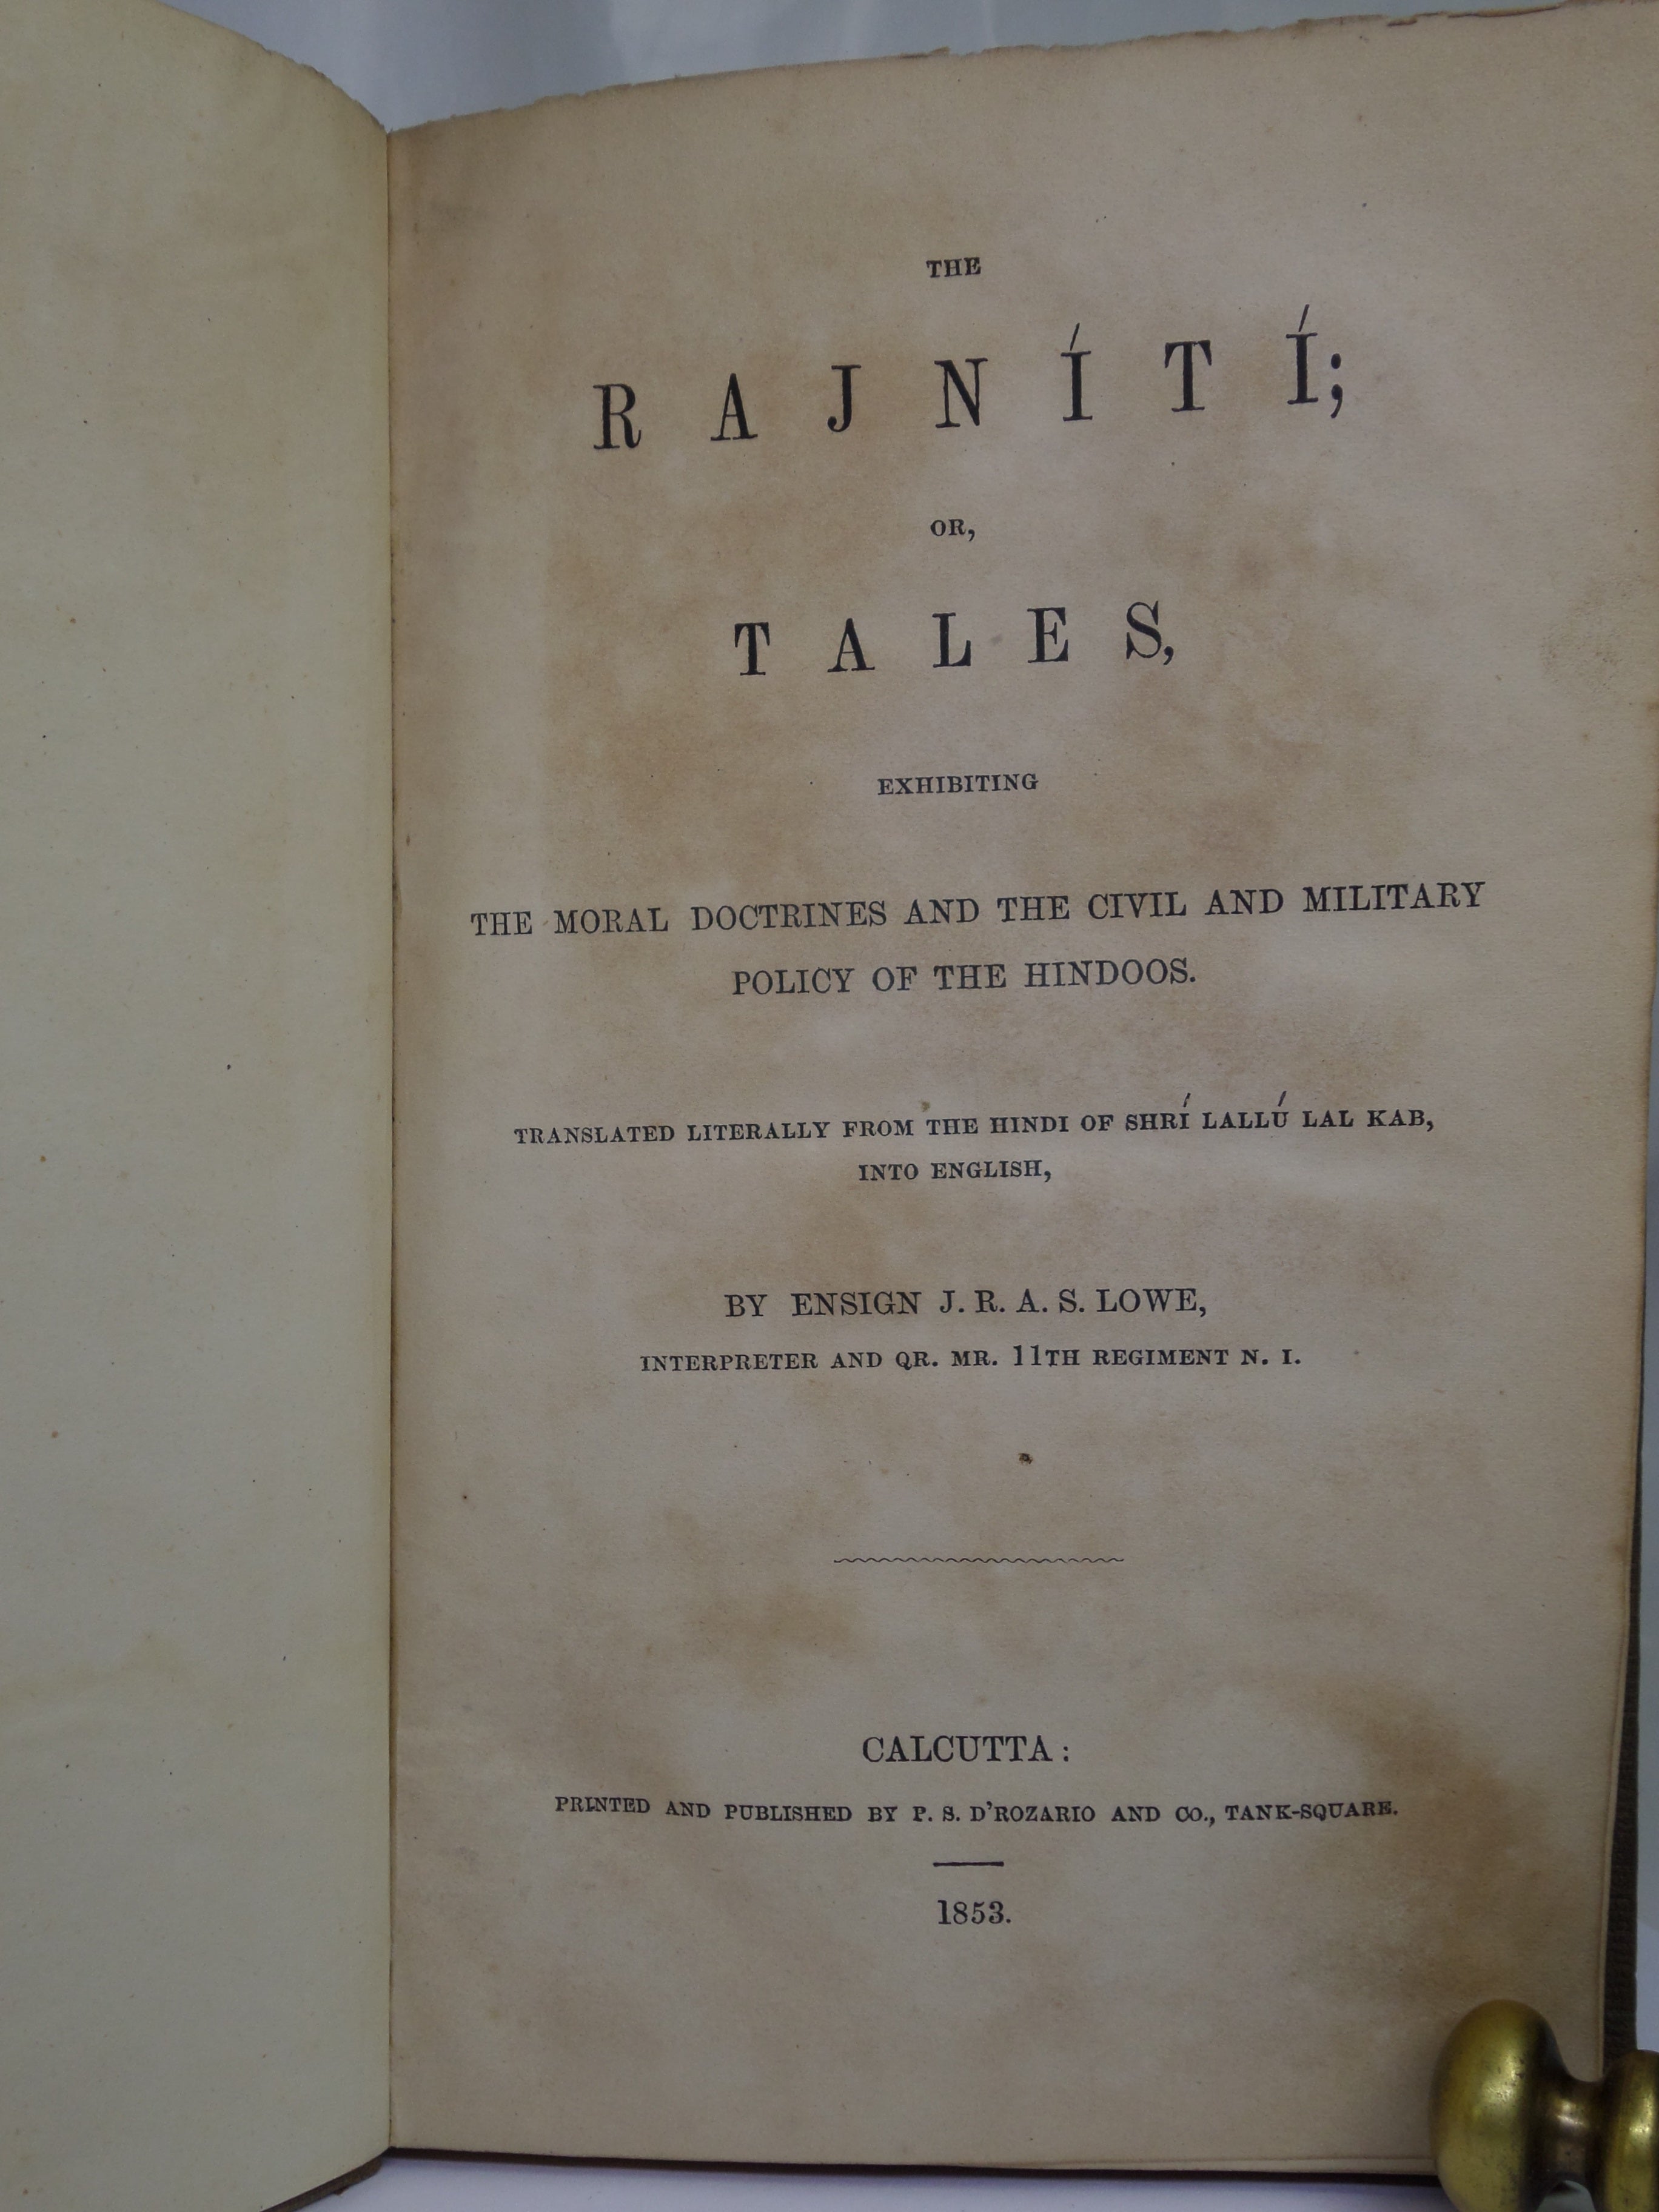 THE
RAJNÍTÍ;
OR,
TALES,
EXHIBITING
THE MORAL DOCTRINES AND THE CIVIL AND MILITARY
POLICY OF THE HINDOOS.
TRANSLATED LITERALLY FROM THE HINDI OF SHRÍ LALLÚ LAL KAB,
INTO ENGLISH,
BY ENSIGN J. R. A. S. LOWE,
INTERPRETER AND QR. MR. 11TH REGIMENT N. I.
CALCUTTA:
PRINTED AND PUBLISHED BY P. S. D'ROZARIO AND CO., TANK-SQUARE.
1853.